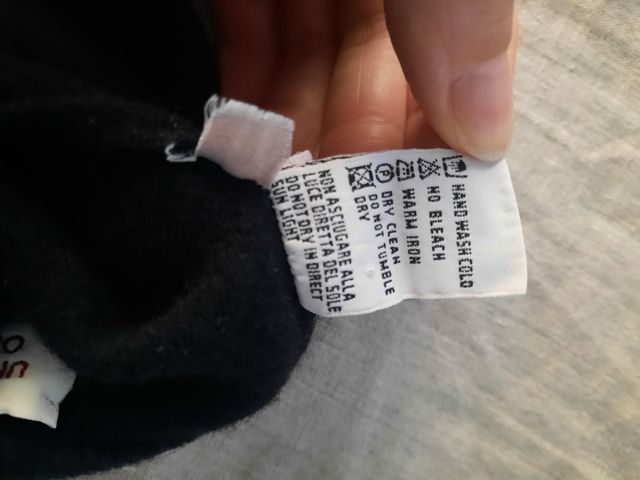 HAND WASH COLD
NO BLEACH
WARM IRON
DRY CLEAN
DO NOT TUMBLE
DRY
NON ASCIUGARE ALLA
LUCE DIRETTA DEL SOLE
DO NOT DRY IN DIRECT
SUN LIGHT